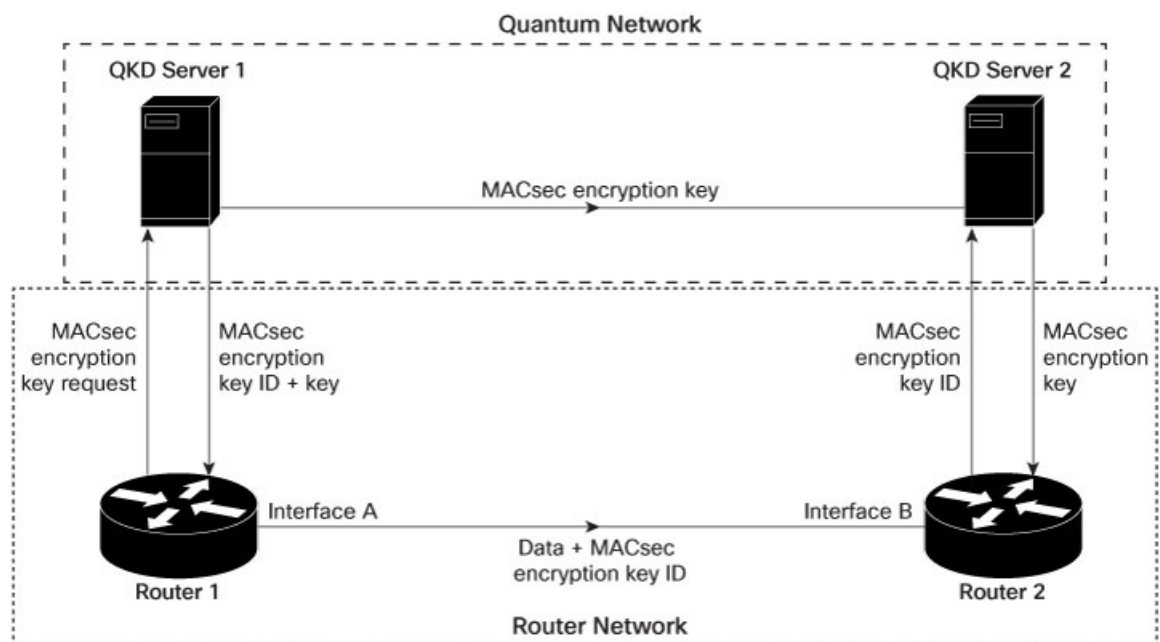 Quantum Network
QKD Server 1
QKD Server 2
MACsec encryption key
MACsec
encryption
key request
MACsec
encryption
key ID + key
MACsec
encryption
key ID
MACsec
encryption
key
Interface A
Interface B
Data + MACsec
encryption key ID
Router 1
Router 2
Router Network